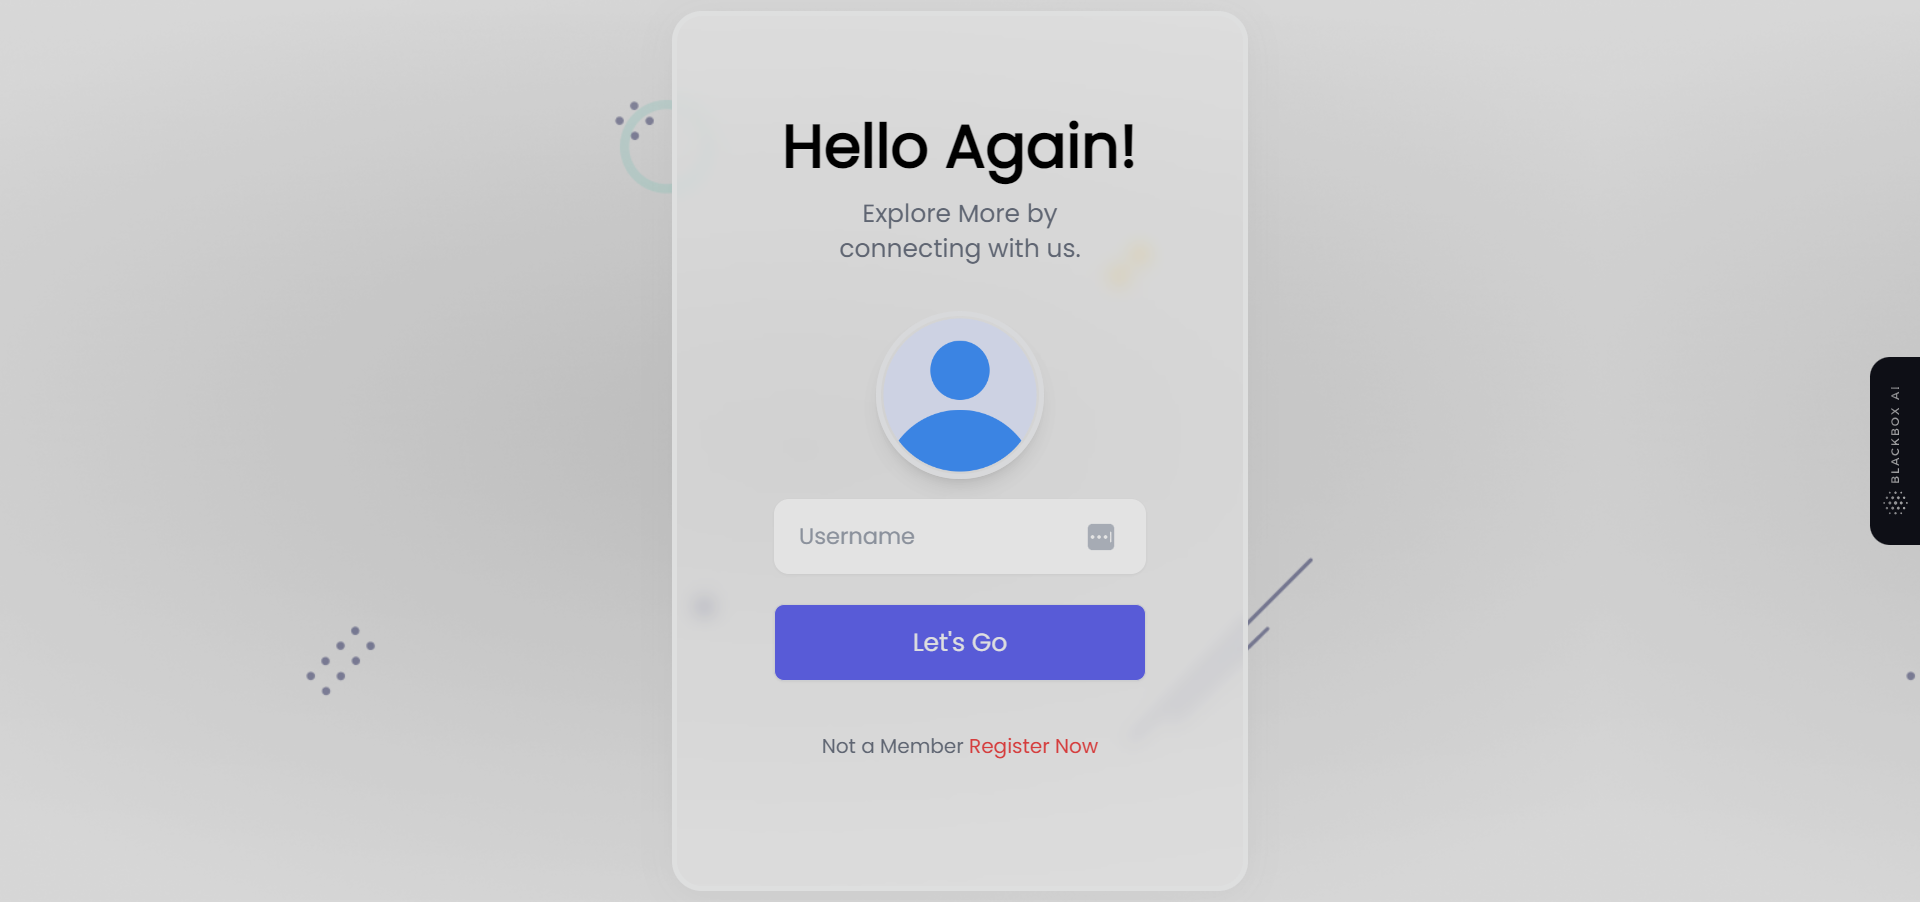 Hello Again!
Explore More by
connecting with us.
Username
Let's Go
Not a Member Register Now
BLACKBOX AI